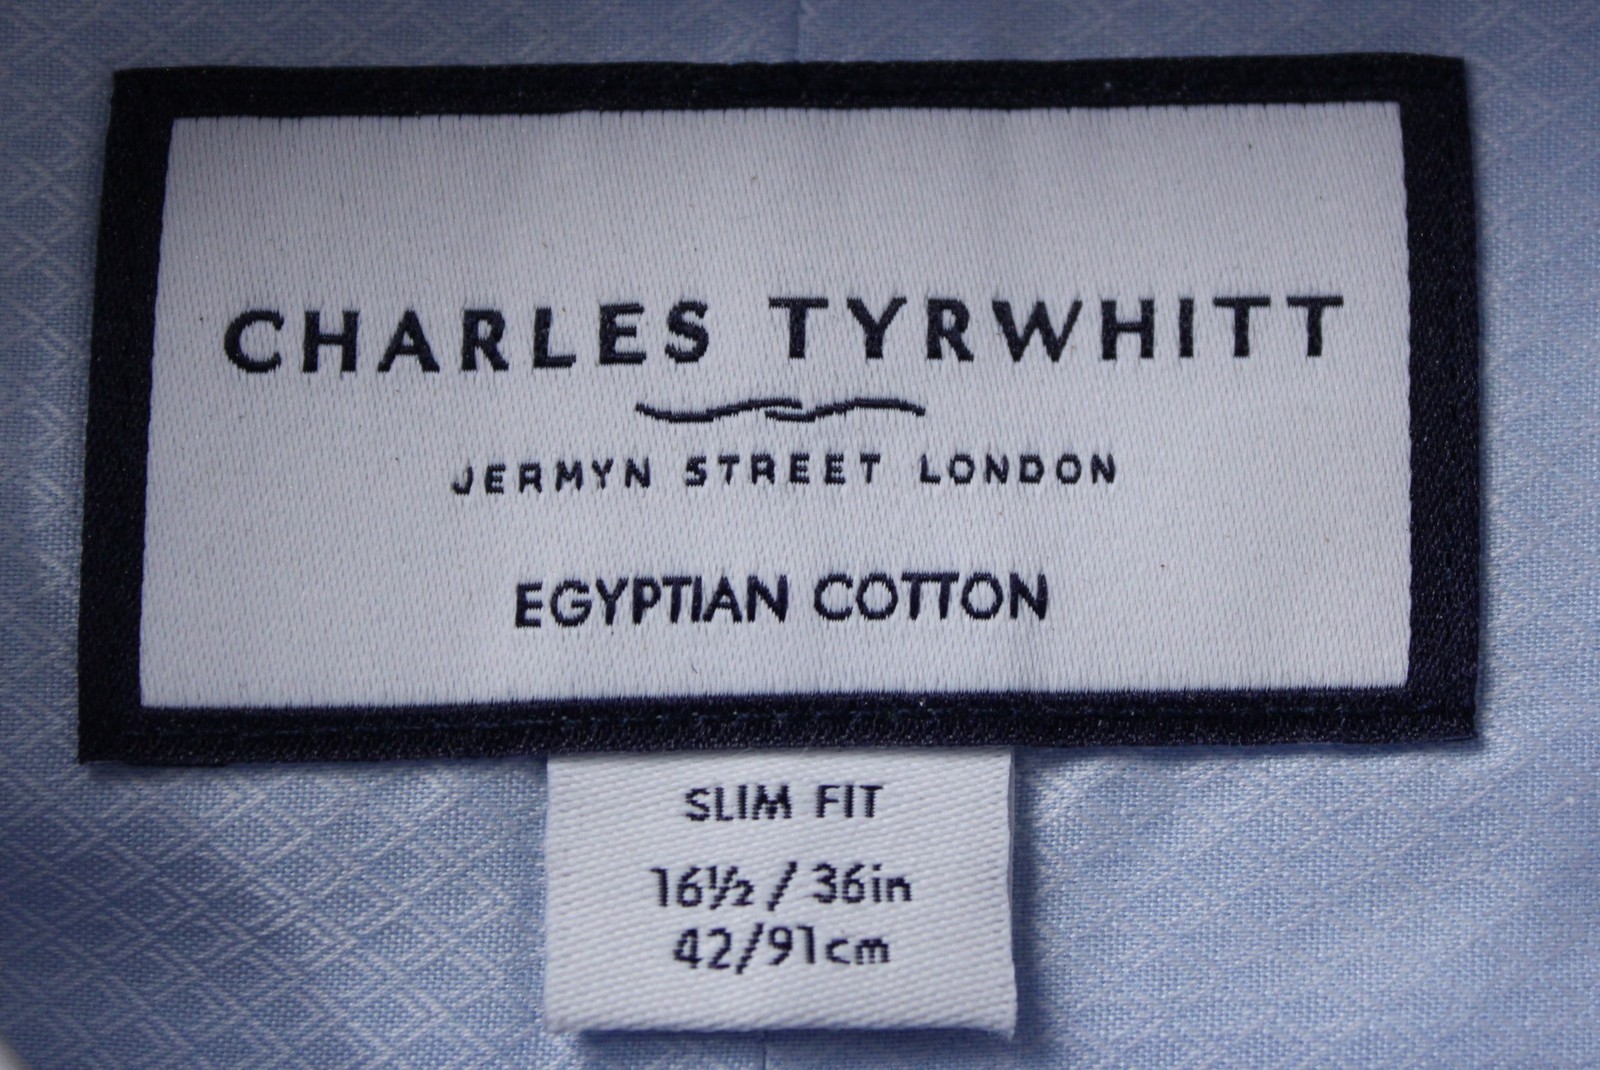 CHARLES TYRWHITT
JERMYN STREET LONDON
EGYPTIAN COTTON
SLIM FIT
16½ / 36in
42/91cm